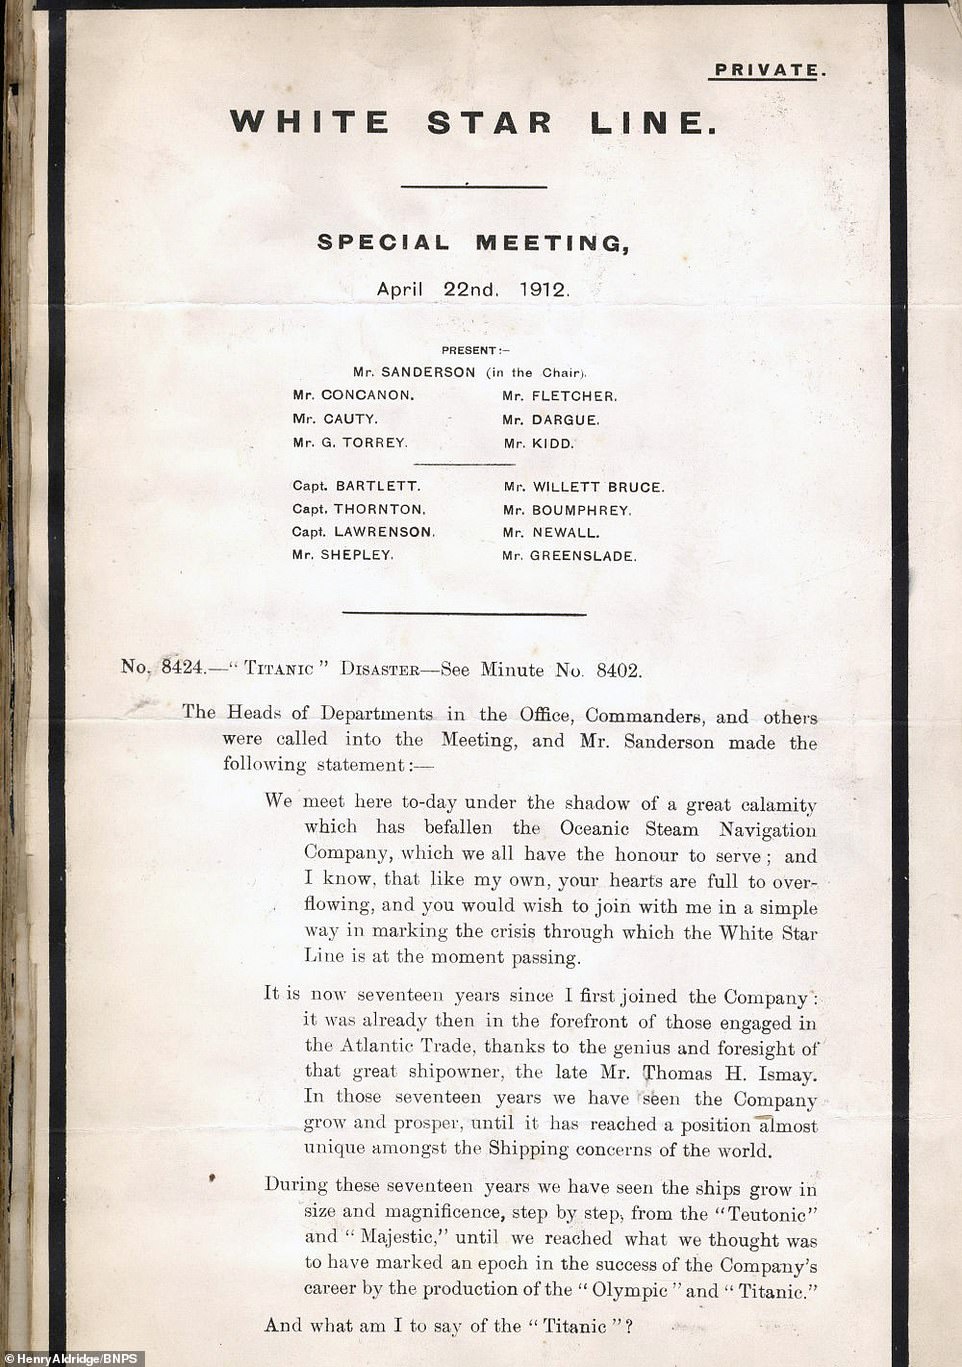 PRIVATE.
WHITE STAR LINE.
SPECIAL MEETING,
April 22nd. 1912.
PRESENT:–
Mr. SANDERSON (in the Chair).
Mr. CONCANON. Mr. FLETCHER.
Mr. CAUTY. Mr. DARGUE.
Mr. G. TORREY. Mr. KIDD.
Capt. BARTLETT. Mr. WILLETT BRUCE.
Capt. THORNTON. Mr. BOUMPHREY.
Capt. LAWRENSON. Mr. NEWALL.
Mr. SHEPLEY. Mr. GREENSLADE.
No. 8424.—“ TITANIC ” DISASTER—See Minute No. 8402.
The Heads of Departments in the Office, Commanders, and others
were called into the Meeting, and Mr. Sanderson made the
following statement :—
We meet here to-day under the shadow of a great calamity
which has befallen the Oceanic Steam Navigation
Company, which we all have the honour to serve ; and
I know, that like my own, your hearts are full to over-
flowing, and you would wish to join with me in a simple
way in marking the crisis through which the White Star
Line is at the moment passing.
It is now seventeen years since I first joined the Company :
it was already then in the forefront of those engaged in
the Atlantic Trade, thanks to the genius and foresight of
that great shipowner, the late Mr. Thomas H. Ismay.
In those seventeen years we have seen the Company
grow and prosper, until it has reached a position almost
unique amongst the Shipping concerns of the world.
During these seventeen years we have seen the ships grow in
size and magnificence, step by step, from the “Teutonic”
and “ Majestic,” until we reached what we thought was
to have marked an epoch in the success of the Company’s
career by the production of the “ Olympic ” and “ Titanic.”
And what am I to say of the “ Titanic ” ?
© HenryAldridge/BNPS